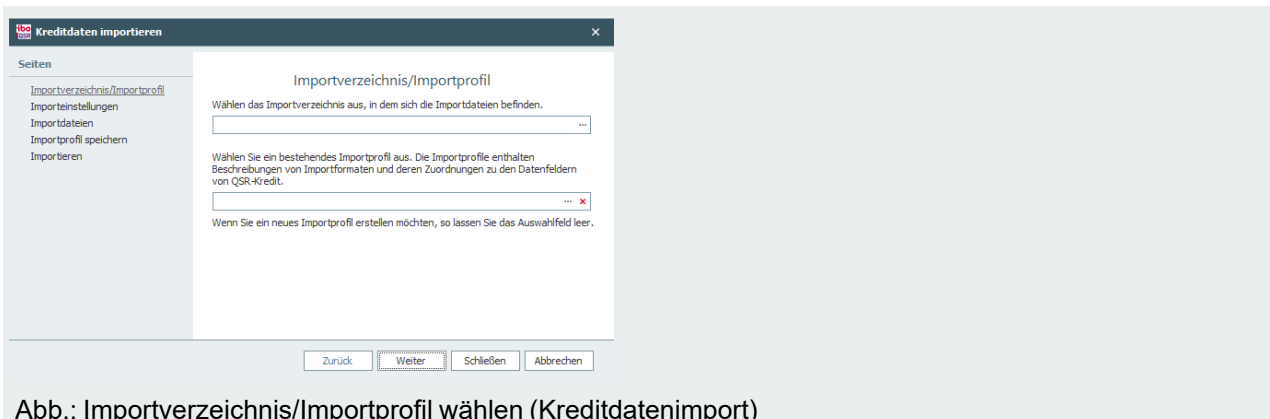 ibo QSR Kreditdaten importieren
Seiten
Importverzeichnis/Importprofil
Importeinstellungen
Importdateien
Importprofil speichern
Importieren
Importverzeichnis/Importprofil
Wählen das Importverzeichnis aus, in dem sich die Importdateien befinden.
...
Wählen Sie ein bestehendes Importprofil aus. Die Importprofile enthalten
Beschreibungen von Importformaten und deren Zuordnungen zu den Datenfeldern
von QSR-Kredit.
...
Wenn Sie ein neues Importprofil erstellen möchten, so lassen Sie das Auswahlfeld leer.
Zurück Weiter Schließen Abbrechen
Abb.: Importverzeichnis/Importprofil wählen (Kreditdatenimport)